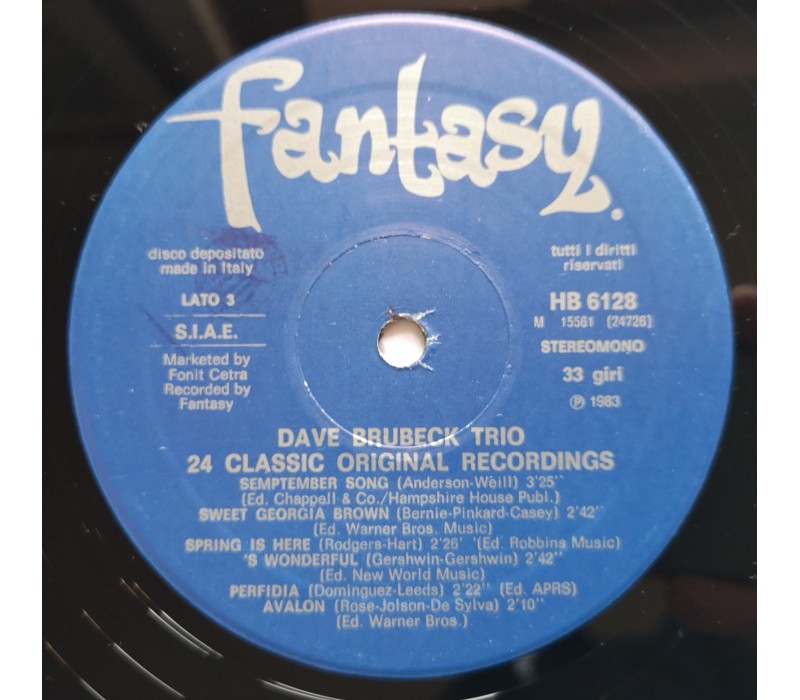 fantasy.
disco depositato
made in Italy
LATO 3
S.I.A.E.
Marketed by
Fonit Cetra
Recorded by
Fantasy
tutti i diritti
riservati
HB 6128
M 15561 (24726)
STEREOMONO
33 giri
℗ 1983
DAVE BRUBECK TRIO
24 CLASSIC ORIGINAL RECORDINGS
SEMPTEMBER SONG (Anderson-Weill) 3'25''
(Ed. Chappell & Co./Hampshire House Publ.)
SWEET GEORGIA BROWN (Bernie-Pinkard-Casey) 2'42''
(Ed. Warner Bros. Music)
SPRING IS HERE (Rodgers-Hart) 2'26' '(Ed. Robbins Music)
'S WONDERFUL (Gershwin-Gershwin) 2'42''
(Ed. New World Music)
PERFIDIA (Dominguez-Leeds) 2'22'' (Ed. APRS)
AVALON (Rose-Jolson-De Sylva) 2'10''
(Ed. Warner Bros.)